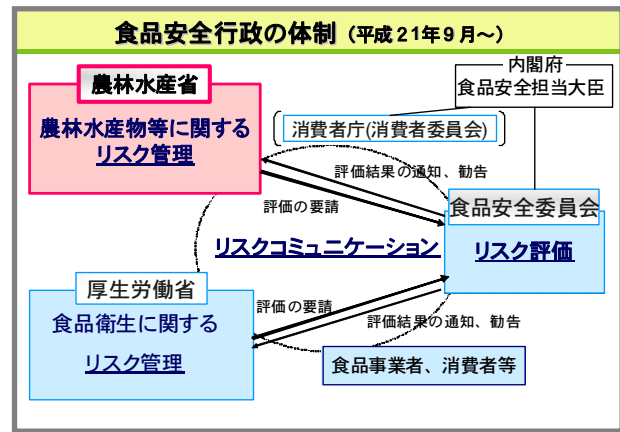 食品安全行政の体制（平成21年9月～）
内閣府
食品安全担当大臣
農林水産省
農林水産物等に関する
リスク管理
消費者庁(消費者委員会)
評価結果の通知、勧告
評価の要請
食品安全委員会
リスク評価
リスクコミュニケーション
厚生労働省
食品衛生に関する
リスク管理
評価の要請
評価結果の通知、勧告
食品事業者、消費者等